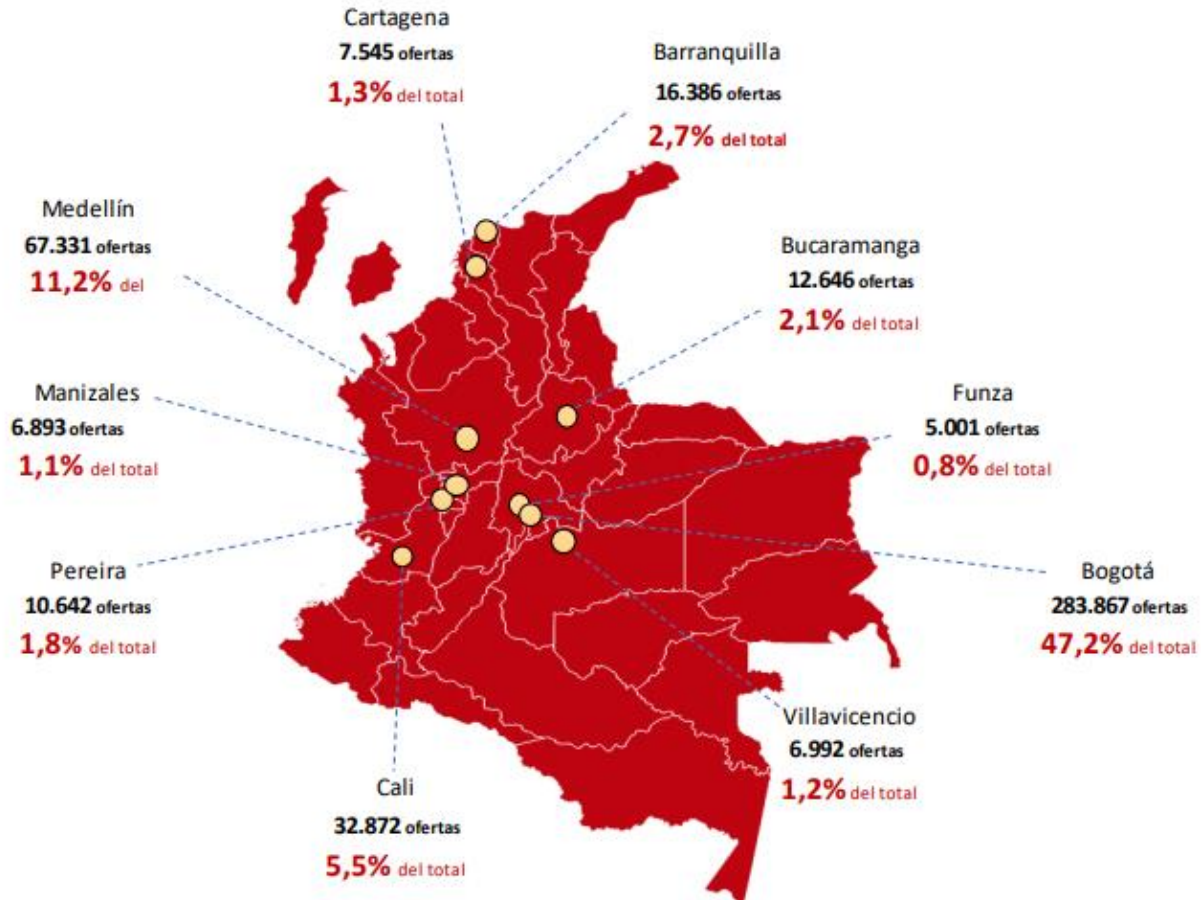 Cartagena
7.545 ofertas
1,3% del total
Barranquilla
16.386 ofertas
2,7% del total
Medellín
67.331 ofertas
11,2% del
Bucaramanga
12.646 ofertas
2,1% del total
Manizales
6.893 ofertas
1,1% del total
Funza
5.001 ofertas
0,8% del total
Pereira
10.642 ofertas
1,8% del total
Bogotá
283.867 ofertas
47,2% del total
Villavicencio
6.992 ofertas
1,2% del total
Cali
32.872 ofertas
5,5% del total